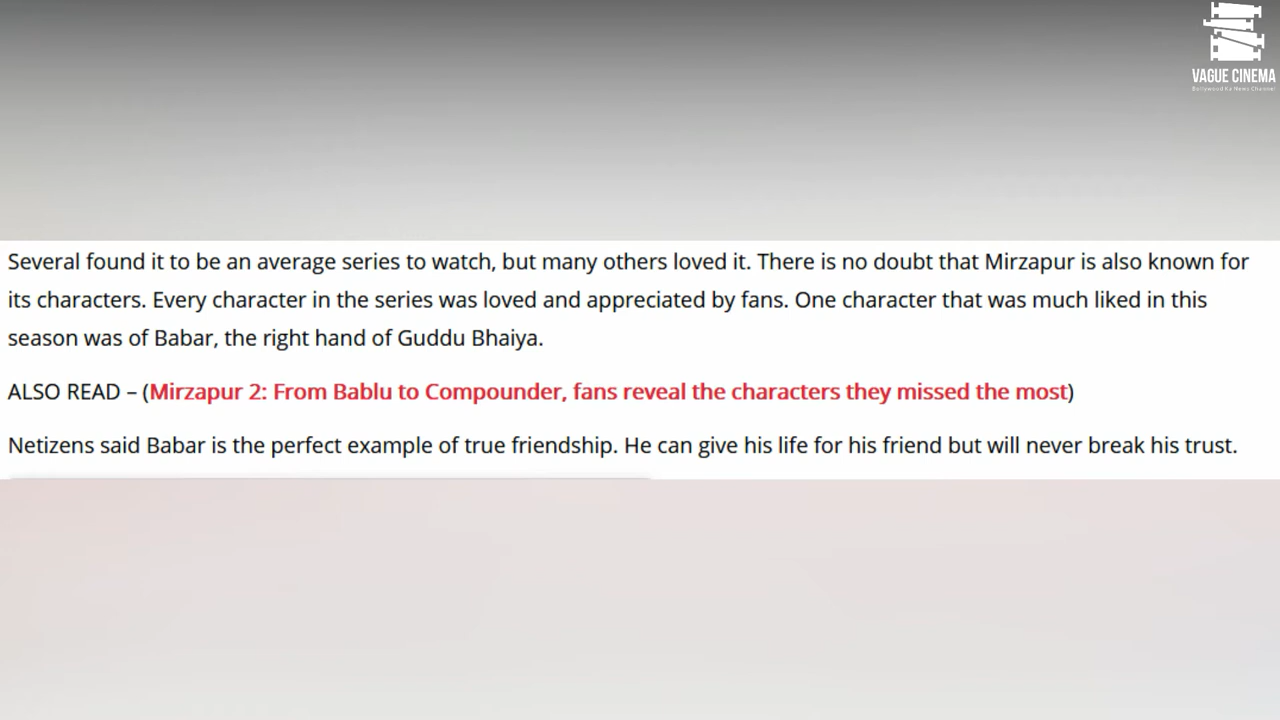 VAGUE CINEMA
Bollywood Ka News Channel
Several found it to be an average series to watch, but many others loved it. There is no doubt that Mirzapur is also known for
its characters. Every character in the series was loved and appreciated by fans. One character that was much liked in this
season was of Babar, the right hand of Guddu Bhaiya.
ALSO READ – (Mirzapur 2: From Bablu to Compounder, fans reveal the characters they missed the most)
Netizens said Babar is the perfect example of true friendship. He can give his life for his friend but will never break his trust.